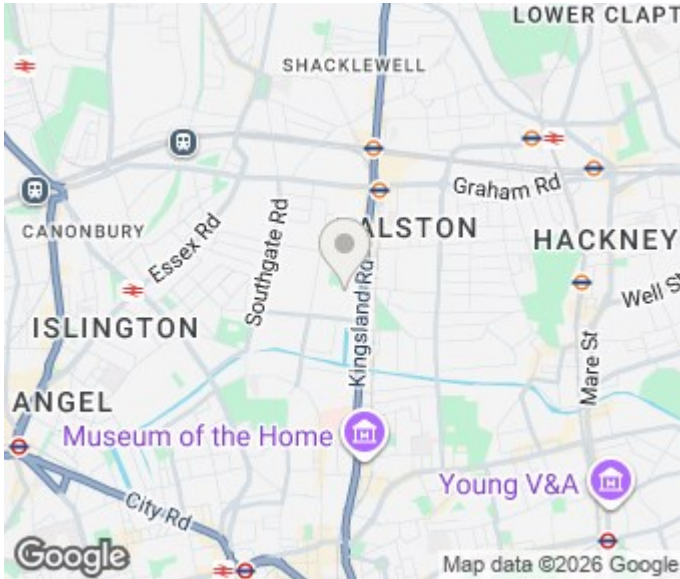 LOWER CLAPT
SHACKLEWELL
Graham Rd
ALSTON
CANONBURY
Essex Rd
Southgate Rd
HACKNEY
Well St
Kingsland Rd
ISLINGTON
Mare St
ANGEL
Museum of the Home
Young V&A
City Rd
Google
Map data ©2026 Google